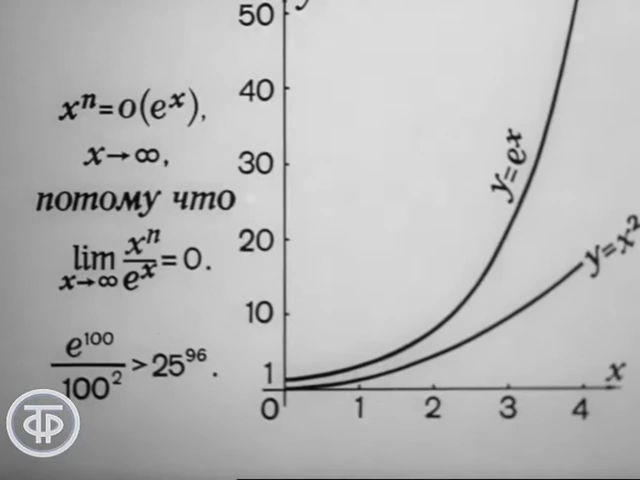 xⁿ=o(eˣ),
x→∞,
потому что
lim xⁿ/eˣ = 0.
x→∞
e¹⁰⁰/100² > 25⁹⁶.
y
50
40
30
20
10
1
0 1 2 3 4
x
y=eˣ
y=x²